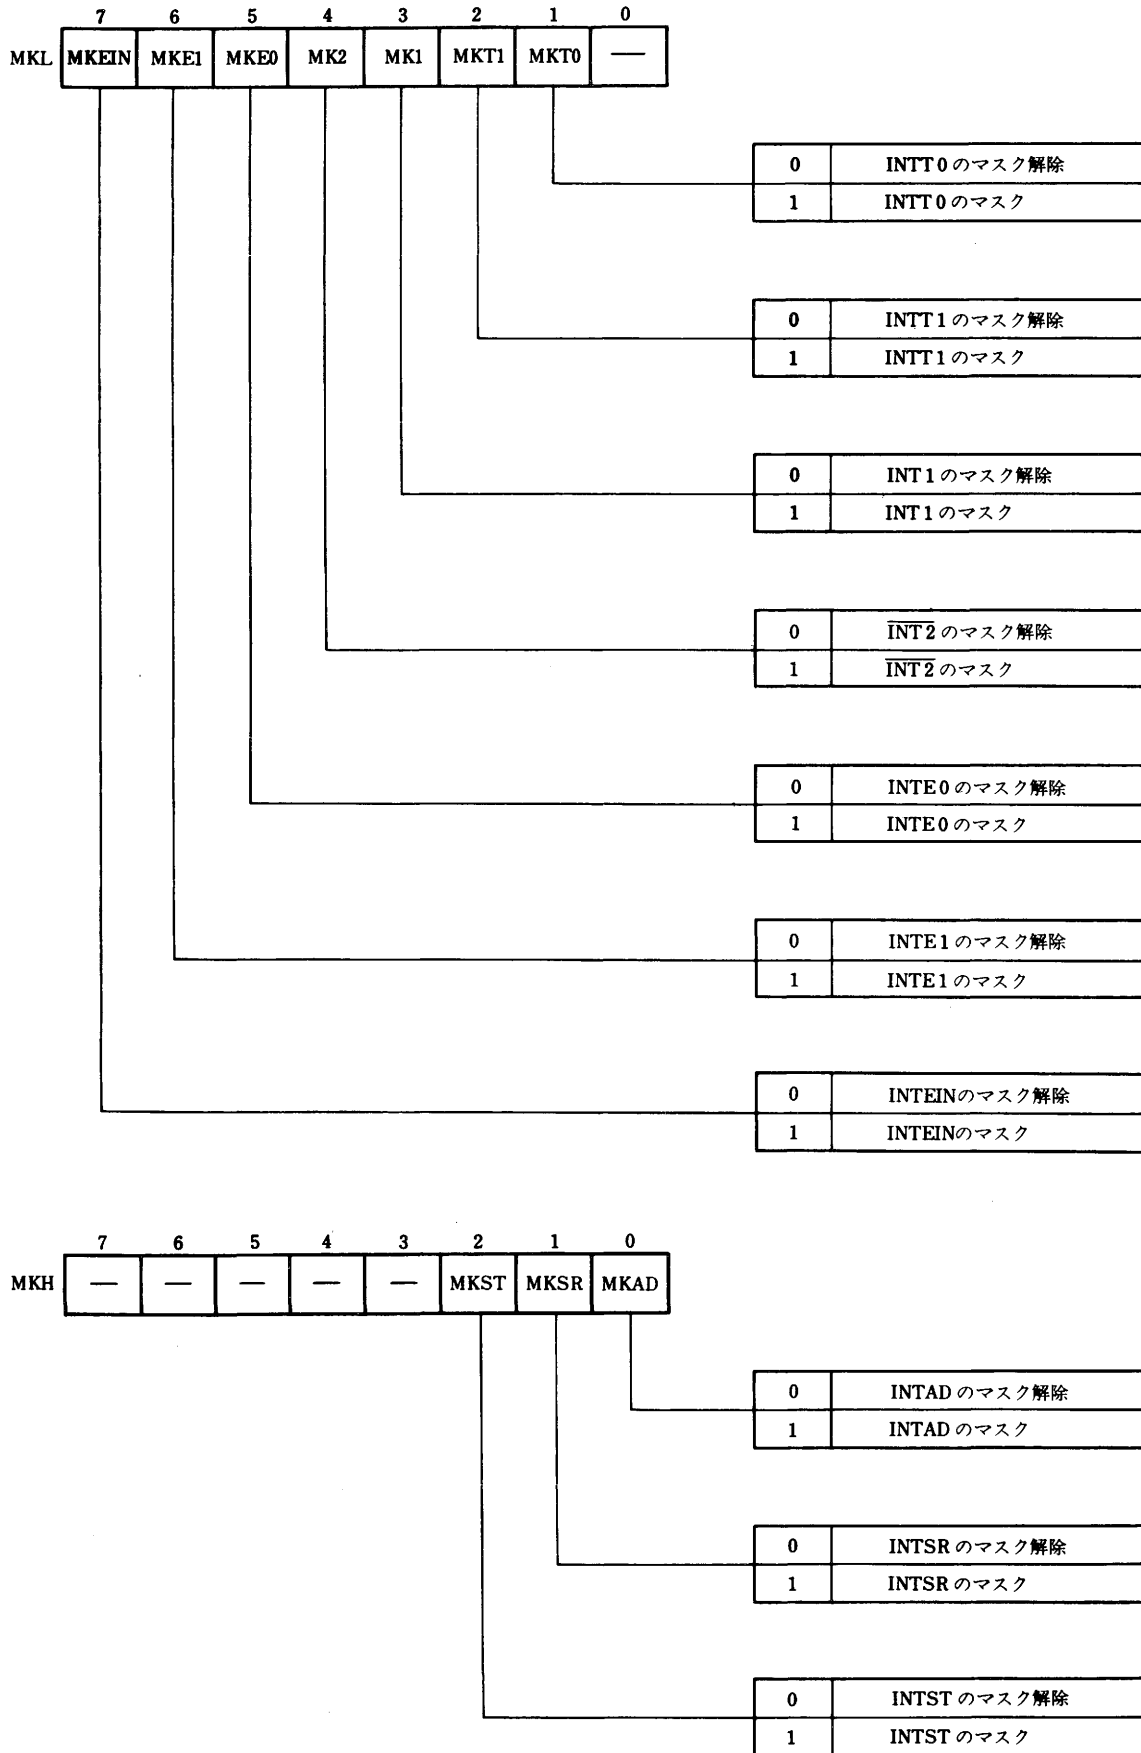 7 6 5 4 3 2 1 0
MKL MKEIN MKE1 MKE0 MK2 MK1 MKT1 MKT0 —
0 INTT0のマスク解除
1 INTT0のマスク
0 INTT1のマスク解除
1 INTT1のマスク
0 INT1のマスク解除
1 INT1のマスク
0 I̅N̅T̅2̅のマスク解除
1 I̅N̅T̅2̅のマスク
0 INTE0のマスク解除
1 INTE0のマスク
0 INTE1のマスク解除
1 INTE1のマスク
0 INTEINのマスク解除
1 INTEINのマスク
7 6 5 4 3 2 1 0
MKH — — — — — MKST MKSR MKAD
0 INTADのマスク解除
1 INTADのマスク
0 INTSRのマスク解除
1 INTSRのマスク
0 INTSTのマスク解除
1 INTSTのマスク